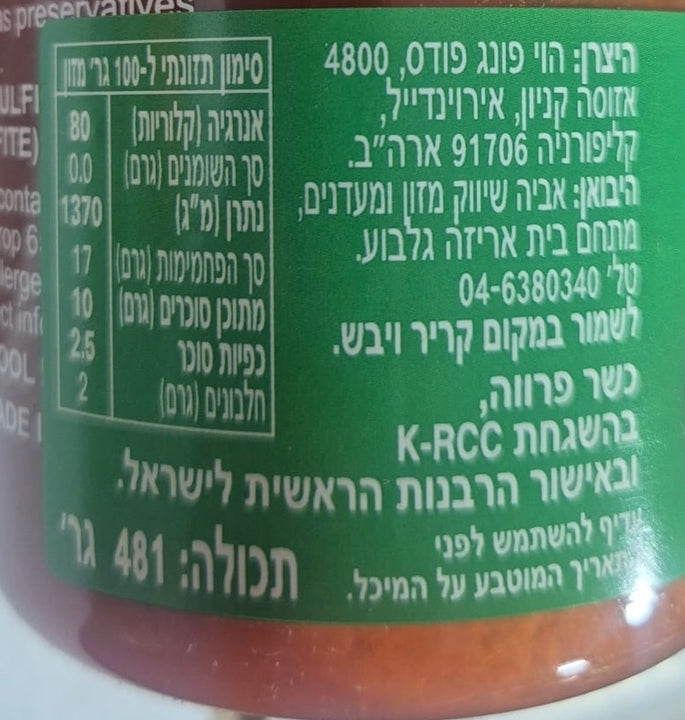 היצרן: הוי פונג פודס, 4800
אזוסה קניון, אירוינדייל,
קליפורניה 91706 ארה"ב.
היבואן: אביה שיווק מזון ומעדנים,
מתחם בית אריזה גלבוע.
טל' 04-6380340
לשמור במקום קריר ויבש.
כשר פרווה,
בהשגחת K-RCC
ובאישור הרבנות הראשית לישראל.
עדיף להשתמש לפני
התאריך המוטבע על המיכל.
תכולה: 481 גר'
סימון תזונתי ל-100 גר' מזון
אנרגיה (קלוריות) 80
סך השומנים (גרם) 0.0
נתרן (מ"ג) 1370
סך הפחמימות (גרם) 17
מתוכן סוכרים (גרם) 10
כפיות סוכר 2.5
חלבונים (גרם) 2
preservatives